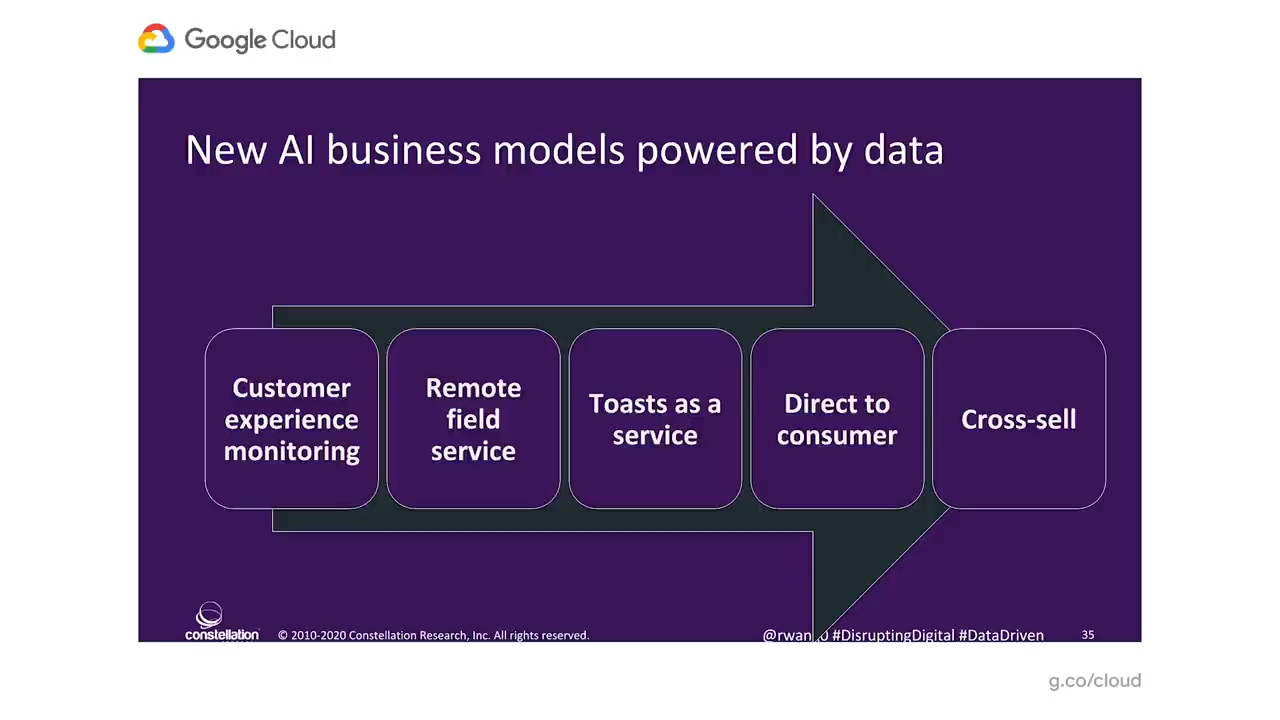 Google Cloud
New AI business models powered by data
Customer
experience
monitoring
Remote
field
service
Toasts as a
service
Direct to
consumer
Cross-sell
constellation
© 2010-2020 Constellation Research, Inc. All rights reserved.
#DisruptingDigital #DataDriven
35
g.co/cloud